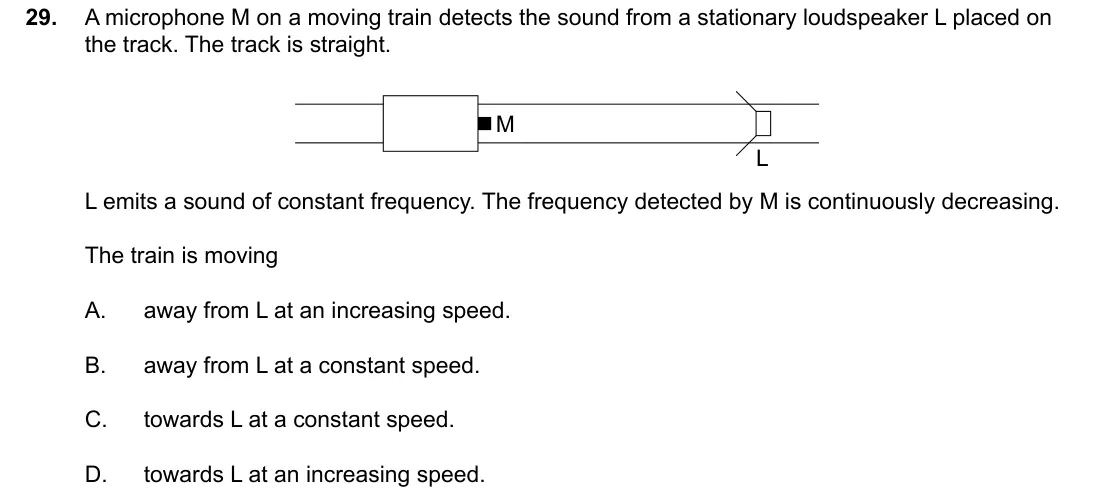 29. A microphone M on a moving train detects the sound from a stationary loudspeaker L placed on
the track. The track is straight.
M
L
L emits a sound of constant frequency. The frequency detected by M is continuously decreasing.
The train is moving
A. away from L at an increasing speed.
B. away from L at a constant speed.
C. towards L at a constant speed.
D. towards L at an increasing speed.